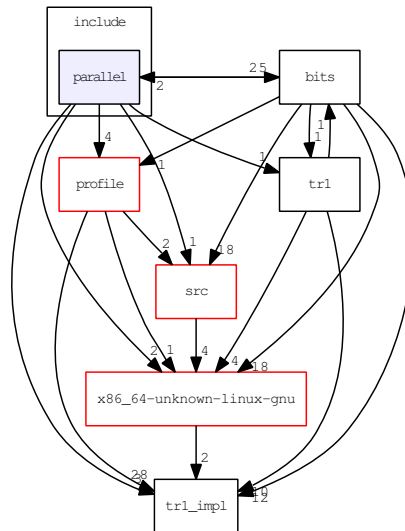 include
parallel
bits
25
2
4
1
1
1
1
profile
tr1
2
1
18
src
2
1
4
4
18
x86_64-unknown-linux-gnu
2
28
12
tr1_impl